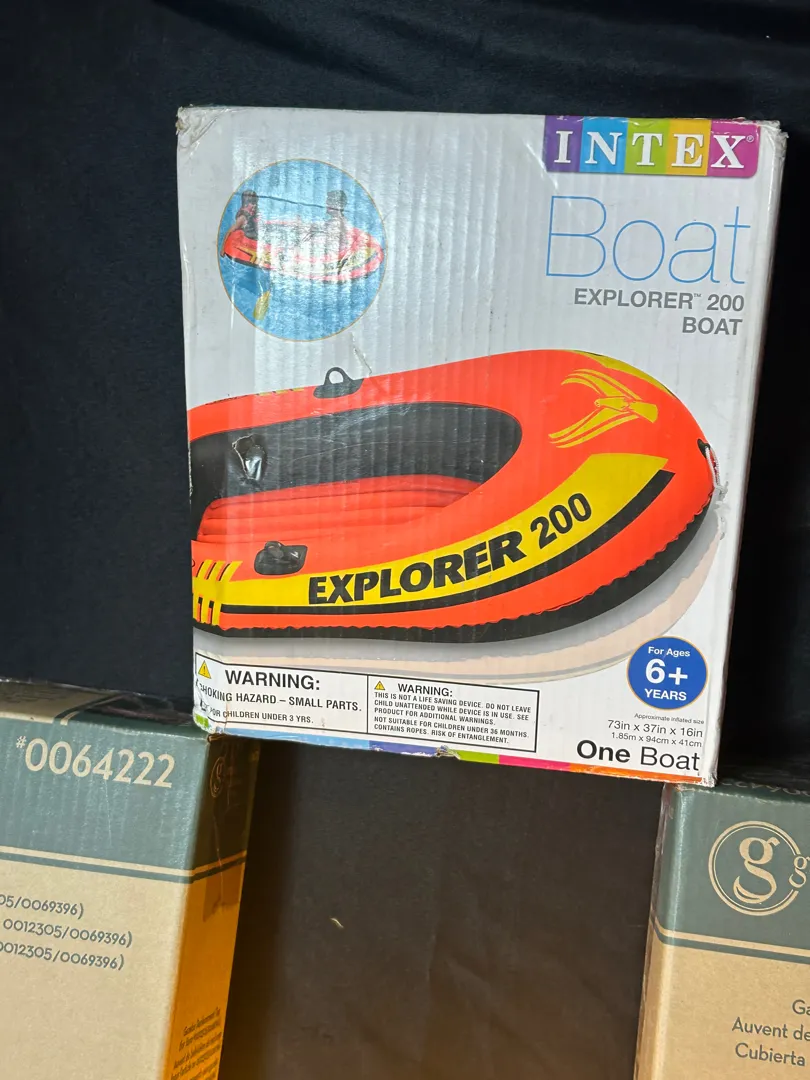 INTEX®
Boat
EXPLORER™ 200
BOAT
EXPLORER 200
For Ages
6+
YEARS
WARNING:
CHOKING HAZARD – SMALL PARTS.
FOR CHILDREN UNDER 3 YRS.
WARNING:
THIS IS NOT A LIFE SAVING DEVICE. DO NOT LEAVE
CHILD UNATTENDED WHILE DEVICE IS IN USE. SEE
PRODUCT FOR ADDITIONAL WARNINGS.
NOT SUITABLE FOR CHILDREN UNDER 36 MONTHS.
CONTAINS ROPES. RISK OF ENTANGLEMENT.
Approximate inflated size
73in x 37in x 16in
1.85m x 94cm x 41cm
One Boat
#0064222
05/0069396)
0012305/0069396)
0012305/0069396)
g
Auvent de
Cubierta